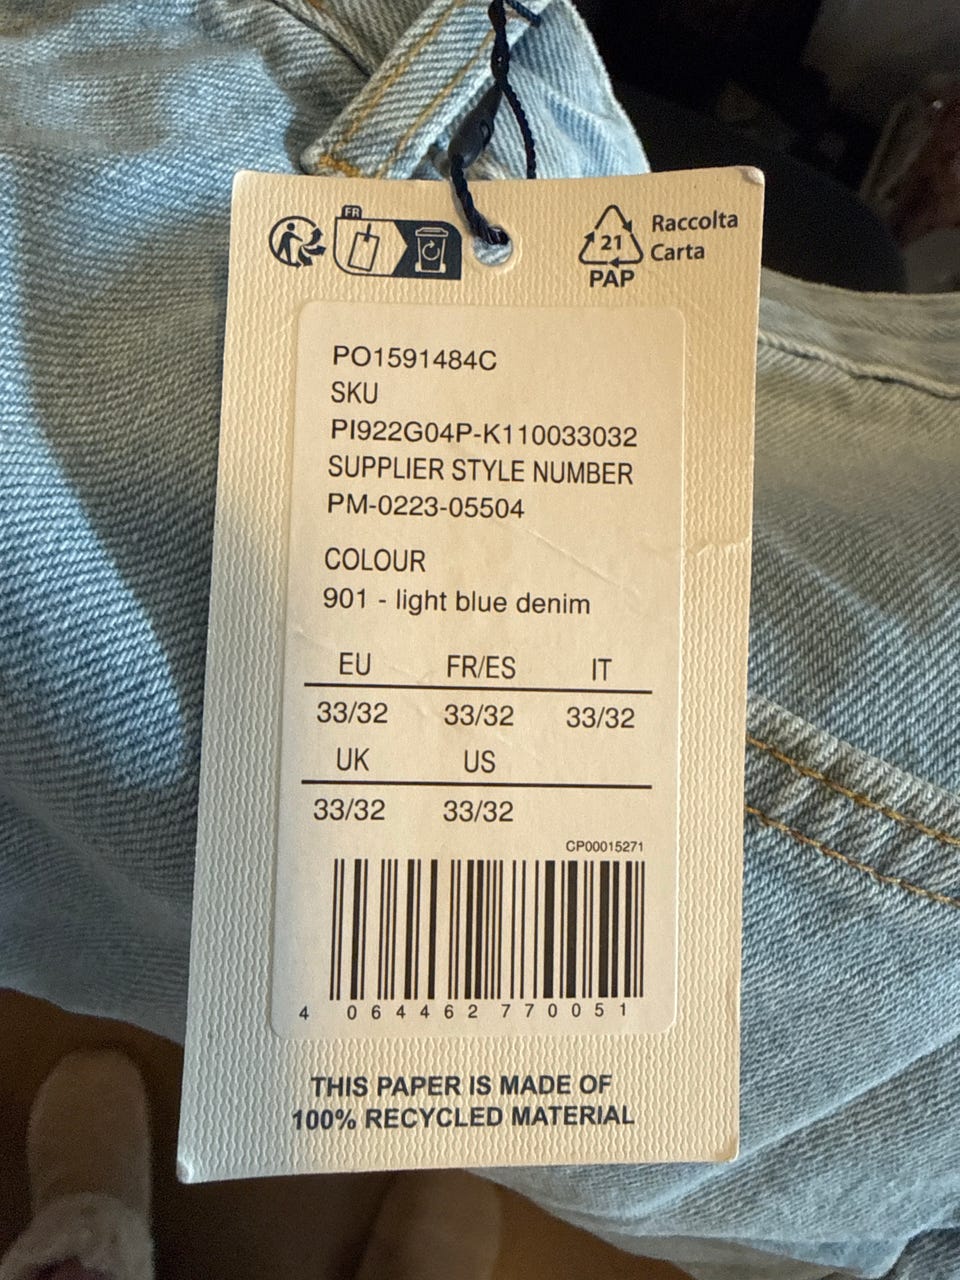 FR
21
PAP
Raccolta
Carta
PO1591484C
SKU
PI922G04P-K110033032
SUPPLIER STYLE NUMBER
PM-0223-05504
COLOUR
901 - light blue denim
EU FR/ES IT
33/32 33/32 33/32
UK US
33/32 33/32
CP00015271
4 064462 770051
THIS PAPER IS MADE OF
100% RECYCLED MATERIAL